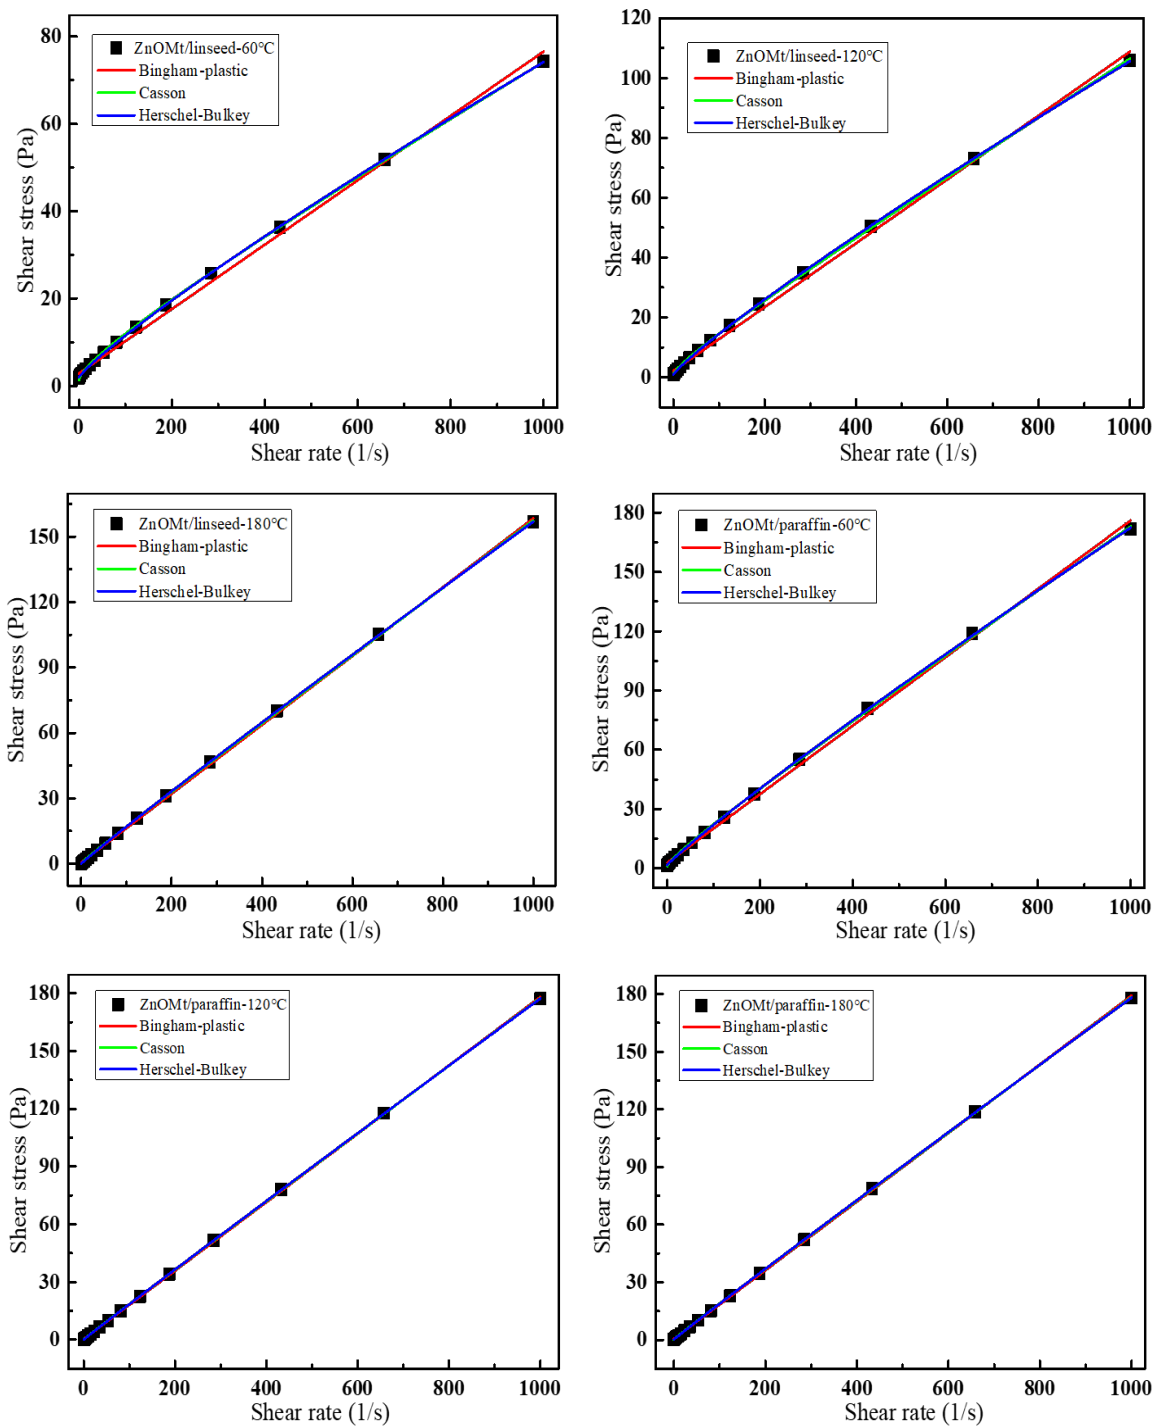 ZnOMt/linseed-60℃
Bingham-plastic
Casson
Herschel-Bulkey
80
60
40
20
0
Shear stress (Pa)
0 200 400 600 800 1000
Shear rate (1/s)
ZnOMt/linseed-120℃
Bingham-plastic
Casson
Herschel-Bulkey
120
100
80
60
40
20
0
Shear stress (Pa)
0 200 400 600 800 1000
Shear rate (1/s)
ZnOMt/linseed-180℃
Bingham-plastic
Casson
Herschel-Bulkey
150
120
90
60
30
0
Shear stress (Pa)
0 200 400 600 800 1000
Shear rate (1/s)
ZnOMt/paraffin-60℃
Bingham-plastic
Casson
Herschel-Bulkey
180
150
120
90
60
30
0
Shear stress (Pa)
0 200 400 600 800 1000
Shear rate (1/s)
ZnOMt/paraffin-120℃
Bingham-plastic
Casson
Herschel-Bulkey
180
150
120
90
60
30
0
Shear stress (Pa)
0 200 400 600 800 1000
Shear rate (1/s)
ZnOMt/paraffin-180℃
Bingham-plastic
Casson
Herschel-Bulkey
180
150
120
90
60
30
0
Shear stress (Pa)
0 200 400 600 800 1000
Shear rate (1/s)